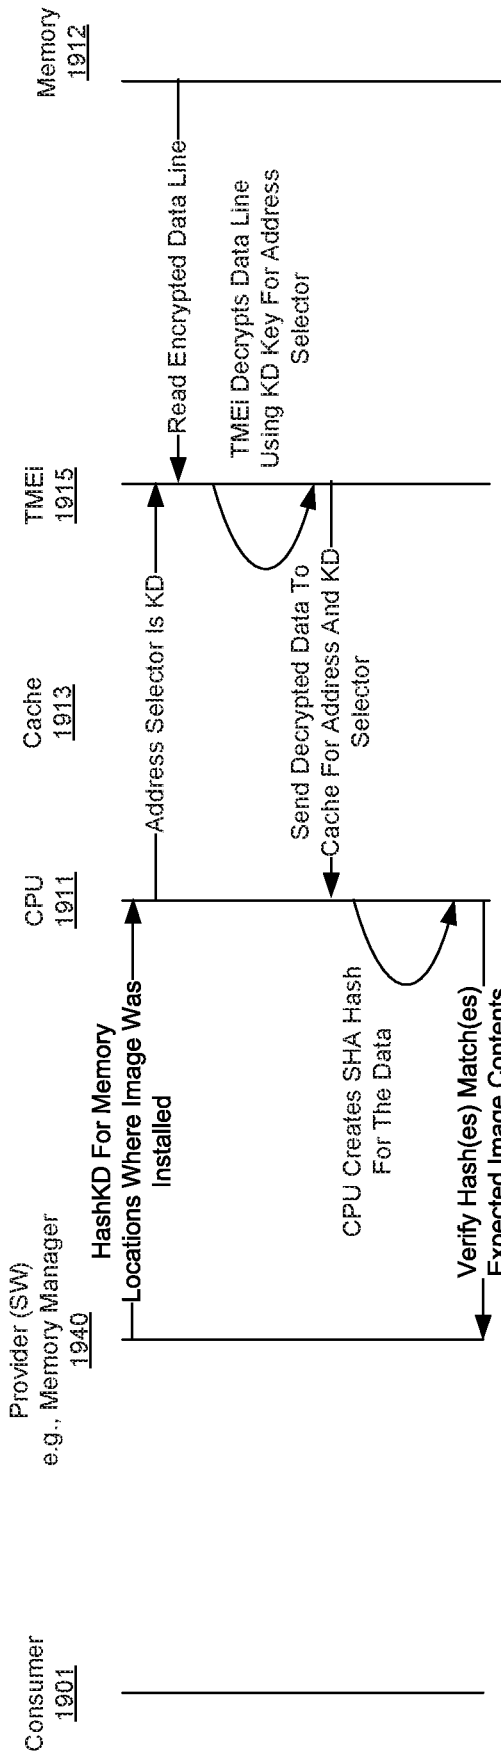 Consumer
1901
Provider (SW)
e.g., Memory Manager
1940
CPU
1911
Cache
1913
TMEi
1915
Memory
1912
HashKD For Memory
Locations Where Image Was
Installed
Address Selector Is KD
Read Encrypted Data Line
TMEi Decrypts Data Line
Using KD Key For Address
Selector
Send Decrypted Data To
Cache For Address And KD
Selector
CPU Creates SHA Hash
For The Data
Verify Hash(es) Match(es)
Expected Image Contents